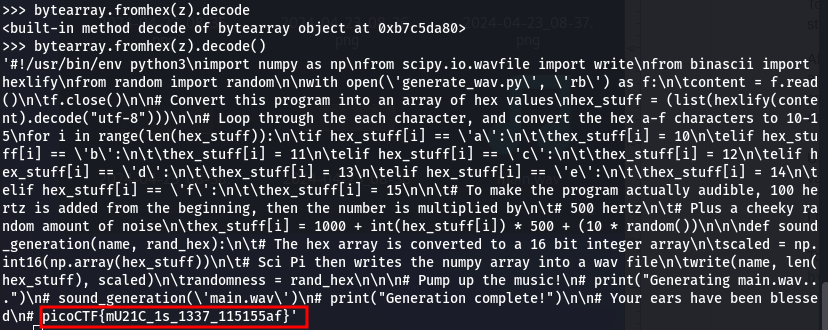 >>> bytearray.fromhex(z).decode
<built-in method decode of bytearray object at 0xb7c5da80>
>>> bytearray.fromhex(z).decode()
'#!/usr/bin/env python3\nimport numpy as np\nfrom scipy.io.wavfile import write\nfrom binascii import
hexlify\nfrom random import random\n\nwith open(\'generate_wav.py\', \'rb\') as f:\n\tcontent = f.read
()\n\tf.close()\n\n# Convert this program into an array of hex values\nhex_stuff = (list(hexlify(conte
nt).decode("utf-8")))\n\n# Loop through the each character, and convert the hex a-f characters to 10-1
5\nfor i in range(len(hex_stuff)):\n\tif hex_stuff[i] == \'a\':\n\t\thex_stuff[i] = 10\n\telif hex_stu
ff[i] == \'b\':\n\t\thex_stuff[i] = 11\n\telif hex_stuff[i] == \'c\':\n\t\thex_stuff[i] = 12\n\telif h
ex_stuff[i] == \'d\':\n\t\thex_stuff[i] = 13\n\telif hex_stuff[i] == \'e\':\n\t\thex_stuff[i] = 14\n\t
elif hex_stuff[i] == \'f\':\n\t\thex_stuff[i] = 15\n\n\t# To make the program actually audible, 100 he
rtz is added from the beginning, then the number is multiplied by\n\t# 500 hertz\n\t# Plus a cheeky ra
ndom amount of noise\n\thex_stuff[i] = 1000 + int(hex_stuff[i]) * 500 + (10 * random())\n\n\ndef sound
_generation(name, rand_hex):\n\t# The hex array is converted to a 16 bit integer array\n\tscaled = np.
int16(np.array(hex_stuff))\n\t# Sci Pi then writes the numpy array into a wav file\n\twrite(name, len(
hex_stuff), scaled)\n\trandomness = rand_hex\n\n\n# Pump up the music!\n# print("Generating main.wav..
.")\n# sound_generation(\'main.wav\')\n# print("Generation complete!")\n\n# Your ears have been blesse
d\n# picoCTF{mU21C_1s_1337_115155af}'
2024-04-23_08-37.
png